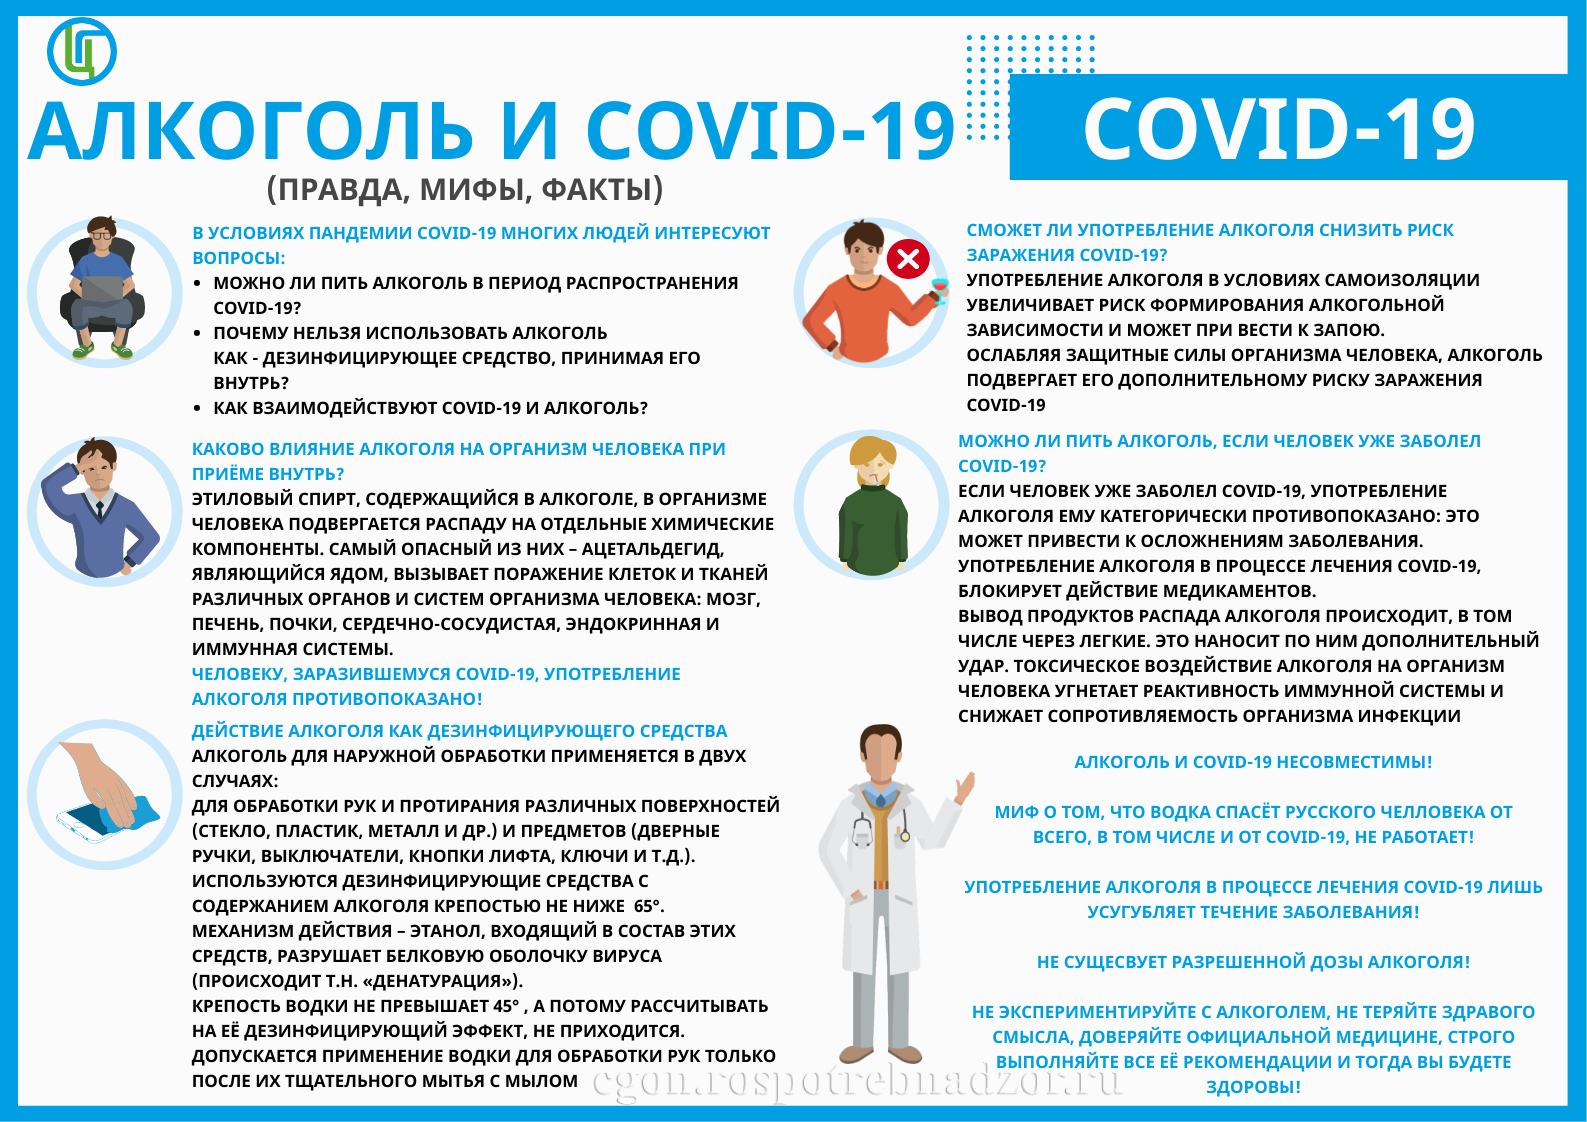 АЛКОГОЛЬ И COVID-19
(ПРАВДА, МИФЫ, ФАКТЫ)
COVID-19
В УСЛОВИЯХ ПАНДЕМИИ COVID-19 МНОГИХ ЛЮДЕЙ ИНТЕРЕСУЮТ
ВОПРОСЫ:
• МОЖНО ЛИ ПИТЬ АЛКОГОЛЬ В ПЕРИОД РАСПРОСТРАНЕНИЯ
COVID-19?
• ПОЧЕМУ НЕЛЬЗЯ ИСПОЛЬЗОВАТЬ АЛКОГОЛЬ
КАК - ДЕЗИНФИЦИРУЮЩЕЕ СРЕДСТВО, ПРИНИМАЯ ЕГО
ВНУТРЬ?
• КАК ВЗАИМОДЕЙСТВУЮТ COVID-19 И АЛКОГОЛЬ?
КАКОВО ВЛИЯНИЕ АЛКОГОЛЯ НА ОРГАНИЗМ ЧЕЛОВЕКА ПРИ
ПРИЁМЕ ВНУТРЬ?
ЭТИЛОВЫЙ СПИРТ, СОДЕРЖАЩИЙСЯ В АЛКОГОЛЕ, В ОРГАНИЗМЕ
ЧЕЛОВЕКА ПОДВЕРГАЕТСЯ РАСПАДУ НА ОТДЕЛЬНЫЕ ХИМИЧЕСКИЕ
КОМПОНЕНТЫ. САМЫЙ ОПАСНЫЙ ИЗ НИХ – АЦЕТАЛЬДЕГИД,
ЯВЛЯЮЩИЙСЯ ЯДОМ, ВЫЗЫВАЕТ ПОРАЖЕНИЕ КЛЕТОК И ТКАНЕЙ
РАЗЛИЧНЫХ ОРГАНОВ И СИСТЕМ ОРГАНИЗМА ЧЕЛОВЕКА: МОЗГ,
ПЕЧЕНЬ, ПОЧКИ, СЕРДЕЧНО-СОСУДИСТАЯ, ЭНДОКРИННАЯ И
ИММУННАЯ СИСТЕМЫ.
ЧЕЛОВЕКУ, ЗАРАЗИВШЕМУСЯ COVID-19, УПОТРЕБЛЕНИЕ
АЛКОГОЛЯ ПРОТИВОПОКАЗАНО!
ДЕЙСТВИЕ АЛКОГОЛЯ КАК ДЕЗИНФИЦИРУЮЩЕГО СРЕДСТВА
АЛКОГОЛЬ ДЛЯ НАРУЖНОЙ ОБРАБОТКИ ПРИМЕНЯЕТСЯ В ДВУХ
СЛУЧАЯХ:
ДЛЯ ОБРАБОТКИ РУК И ПРОТИРАНИЯ РАЗЛИЧНЫХ ПОВЕРХНОСТЕЙ
(СТЕКЛО, ПЛАСТИК, МЕТАЛЛ И ДР.) И ПРЕДМЕТОВ (ДВЕРНЫЕ
РУЧКИ, ВЫКЛЮЧАТЕЛИ, КНОПКИ ЛИФТА, КЛЮЧИ И Т.Д.).
ИСПОЛЬЗУЮТСЯ ДЕЗИНФИЦИРУЮЩИЕ СРЕДСТВА С
СОДЕРЖАНИЕМ АЛКОГОЛЯ КРЕПОСТЬЮ НЕ НИЖЕ 65°.
МЕХАНИЗМ ДЕЙСТВИЯ – ЭТАНОЛ, ВХОДЯЩИЙ В СОСТАВ ЭТИХ
СРЕДСТВ, РАЗРУШАЕТ БЕЛКОВУЮ ОБОЛОЧКУ ВИРУСА
(ПРОИСХОДИТ Т.Н. «ДЕНАТУРАЦИЯ»).
КРЕПОСТЬ ВОДКИ НЕ ПРЕВЫШАЕТ 45° , А ПОТОМУ РАССЧИТЫВАТЬ
НА ЕЁ ДЕЗИНФИЦИРУЮЩИЙ ЭФФЕКТ, НЕ ПРИХОДИТСЯ.
ДОПУСКАЕТСЯ ПРИМЕНЕНИЕ ВОДКИ ДЛЯ ОБРАБОТКИ РУК ТОЛЬКО
ПОСЛЕ ИХ ТЩАТЕЛЬНОГО МЫТЬЯ С МЫЛОМ
СМОЖЕТ ЛИ УПОТРЕБЛЕНИЕ АЛКОГОЛЯ СНИЗИТЬ РИСК
ЗАРАЖЕНИЯ COVID-19?
УПОТРЕБЛЕНИЕ АЛКОГОЛЯ В УСЛОВИЯХ САМОИЗОЛЯЦИИ
УВЕЛИЧИВАЕТ РИСК ФОРМИРОВАНИЯ АЛКОГОЛЬНОЙ
ЗАВИСИМОСТИ И МОЖЕТ ПРИ ВЕСТИ К ЗАПОЮ.
ОСЛАБЛЯЯ ЗАЩИТНЫЕ СИЛЫ ОРГАНИЗМА ЧЕЛОВЕКА, АЛКОГОЛЬ
ПОДВЕРГАЕТ ЕГО ДОПОЛНИТЕЛЬНОМУ РИСКУ ЗАРАЖЕНИЯ
COVID-19
МОЖНО ЛИ ПИТЬ АЛКОГОЛЬ, ЕСЛИ ЧЕЛОВЕК УЖЕ ЗАБОЛЕЛ
COVID-19?
ЕСЛИ ЧЕЛОВЕК УЖЕ ЗАБОЛЕЛ COVID-19, УПОТРЕБЛЕНИЕ
АЛКОГОЛЯ ЕМУ КАТЕГОРИЧЕСКИ ПРОТИВОПОКАЗАНО: ЭТО
МОЖЕТ ПРИВЕСТИ К ОСЛОЖНЕНИЯМ ЗАБОЛЕВАНИЯ.
УПОТРЕБЛЕНИЕ АЛКОГОЛЯ В ПРОЦЕССЕ ЛЕЧЕНИЯ COVID-19,
БЛОКИРУЕТ ДЕЙСТВИЕ МЕДИКАМЕНТОВ.
ВЫВОД ПРОДУКТОВ РАСПАДА АЛКОГОЛЯ ПРОИСХОДИТ, В ТОМ
ЧИСЛЕ ЧЕРЕЗ ЛЕГКИЕ. ЭТО НАНОСИТ ПО НИМ ДОПОЛНИТЕЛЬНЫЙ
УДАР. ТОКСИЧЕСКОЕ ВОЗДЕЙСТВИЕ АЛКОГОЛЯ НА ОРГАНИЗМ
ЧЕЛОВЕКА УГНЕТАЕТ РЕАКТИВНОСТЬ ИММУННОЙ СИСТЕМЫ И
СНИЖАЕТ СОПРОТИВЛЯЕМОСТЬ ОРГАНИЗМА ИНФЕКЦИИ
АЛКОГОЛЬ И COVID-19 НЕСОВМЕСТИМЫ!
МИФ О ТОМ, ЧТО ВОДКА СПАСЁТ РУССКОГО ЧЕЛЛОВЕКА ОТ
ВСЕГО, В ТОМ ЧИСЛЕ И ОТ COVID-19, НЕ РАБОТАЕТ!
УПОТРЕБЛЕНИЕ АЛКОГОЛЯ В ПРОЦЕССЕ ЛЕЧЕНИЯ COVID-19 ЛИШЬ
УСУГУБЛЯЕТ ТЕЧЕНИЕ ЗАБОЛЕВАНИЯ!
НЕ СУЩЕСВУЕТ РАЗРЕШЕННОЙ ДОЗЫ АЛКОГОЛЯ!
НЕ ЭКСПЕРИМЕНТИРУЙТЕ С АЛКОГОЛЕМ, НЕ ТЕРЯЙТЕ ЗДРАВОГО
СМЫСЛА, ДОВЕРЯЙТЕ ОФИЦИАЛЬНОЙ МЕДИЦИНЕ, СТРОГО
ВЫПОЛНЯЙТЕ ВСЕ ЕЁ РЕКОМЕНДАЦИИ И ТОГДА ВЫ БУДЕТЕ
ЗДОРОВЫ!
cgon.rospotrebnadzor.ru